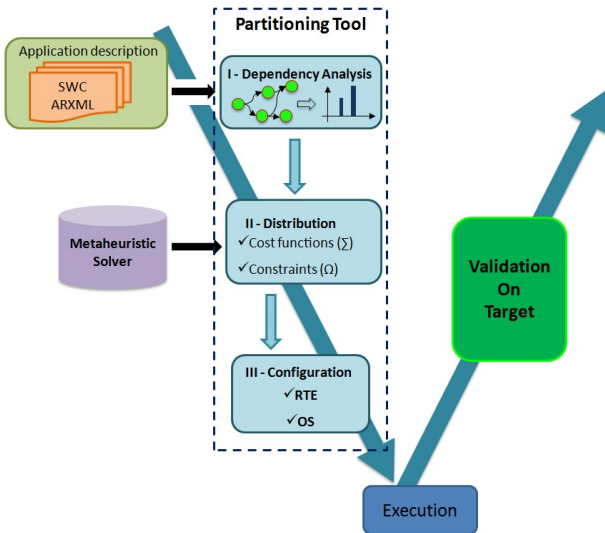 Partitioning Tool
Application description
SWC
ARXML
I - Dependency Analysis
Metaheuristic
Solver
II - Distribution
✓Cost functions (∑)
✓Constraints (Ω)
III - Configuration
✓RTE
✓OS
Validation
On
Target
Execution